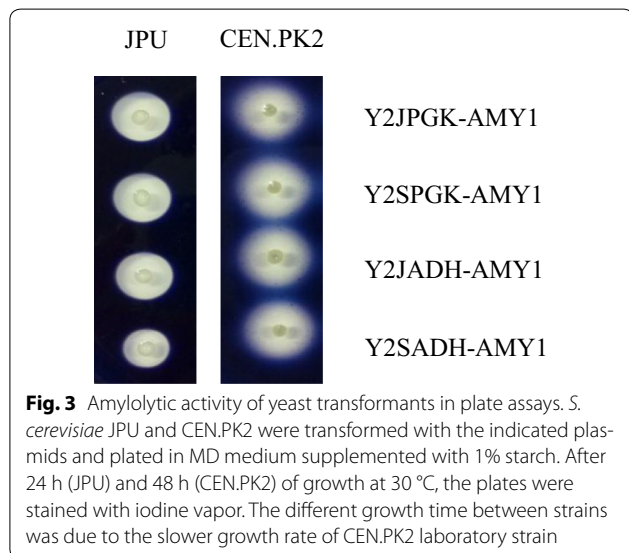 JPU CEN.PK2
Y2JPGK-AMY1
Y2SPGK-AMY1
Y2JADH-AMY1
Y2SADH-AMY1
Fig. 3 Amylolytic activity of yeast transformants in plate assays. S.
cerevisiae JPU and CEN.PK2 were transformed with the indicated plas-
mids and plated in MD medium supplemented with 1% starch. After
24 h (JPU) and 48 h (CEN.PK2) of growth at 30 °C, the plates were
stained with iodine vapor. The different growth time between strains
was due to the slower growth rate of CEN.PK2 laboratory strain